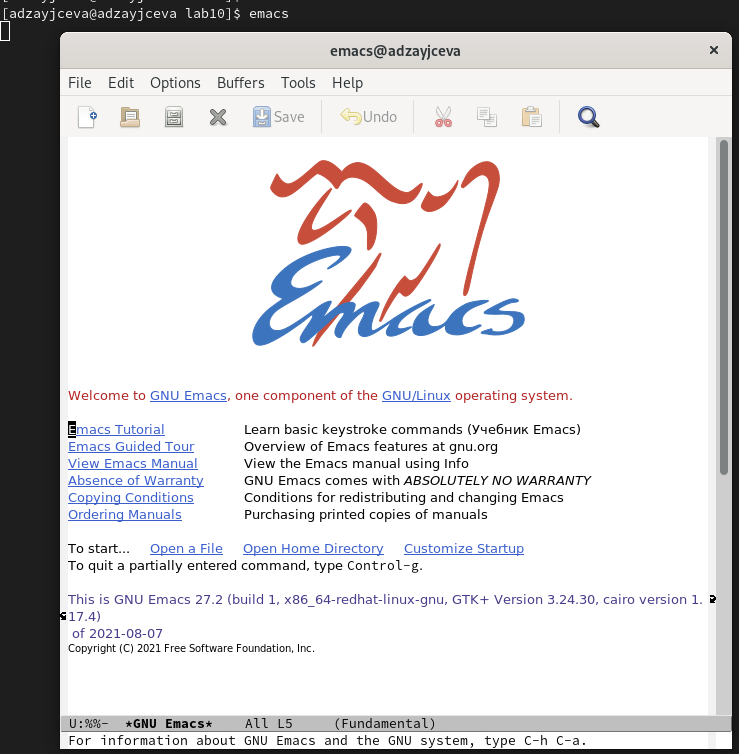 [adzayjceva@adzayjceva lab10]$ emacs
emacs@adzayjceva
File Edit Options Buffers Tools Help
Save Undo
Emacs
Welcome to GNU Emacs, one component of the GNU/Linux operating system.
Emacs Tutorial Learn basic keystroke commands (Учебник Emacs)
Emacs Guided Tour Overview of Emacs features at gnu.org
View Emacs Manual View the Emacs manual using Info
Absence of Warranty GNU Emacs comes with ABSOLUTELY NO WARRANTY
Copying Conditions Conditions for redistributing and changing Emacs
Ordering Manuals Purchasing printed copies of manuals
To start... Open a File Open Home Directory Customize Startup
To quit a partially entered command, type Control-g.
This is GNU Emacs 27.2 (build 1, x86_64-redhat-linux-gnu, GTK+ Version 3.24.30, cairo version 1.
17.4)
of 2021-08-07
Copyright (C) 2021 Free Software Foundation, Inc.
U:%%- *GNU Emacs* All L5 (Fundamental)
For information about GNU Emacs and the GNU system, type C-h C-a.